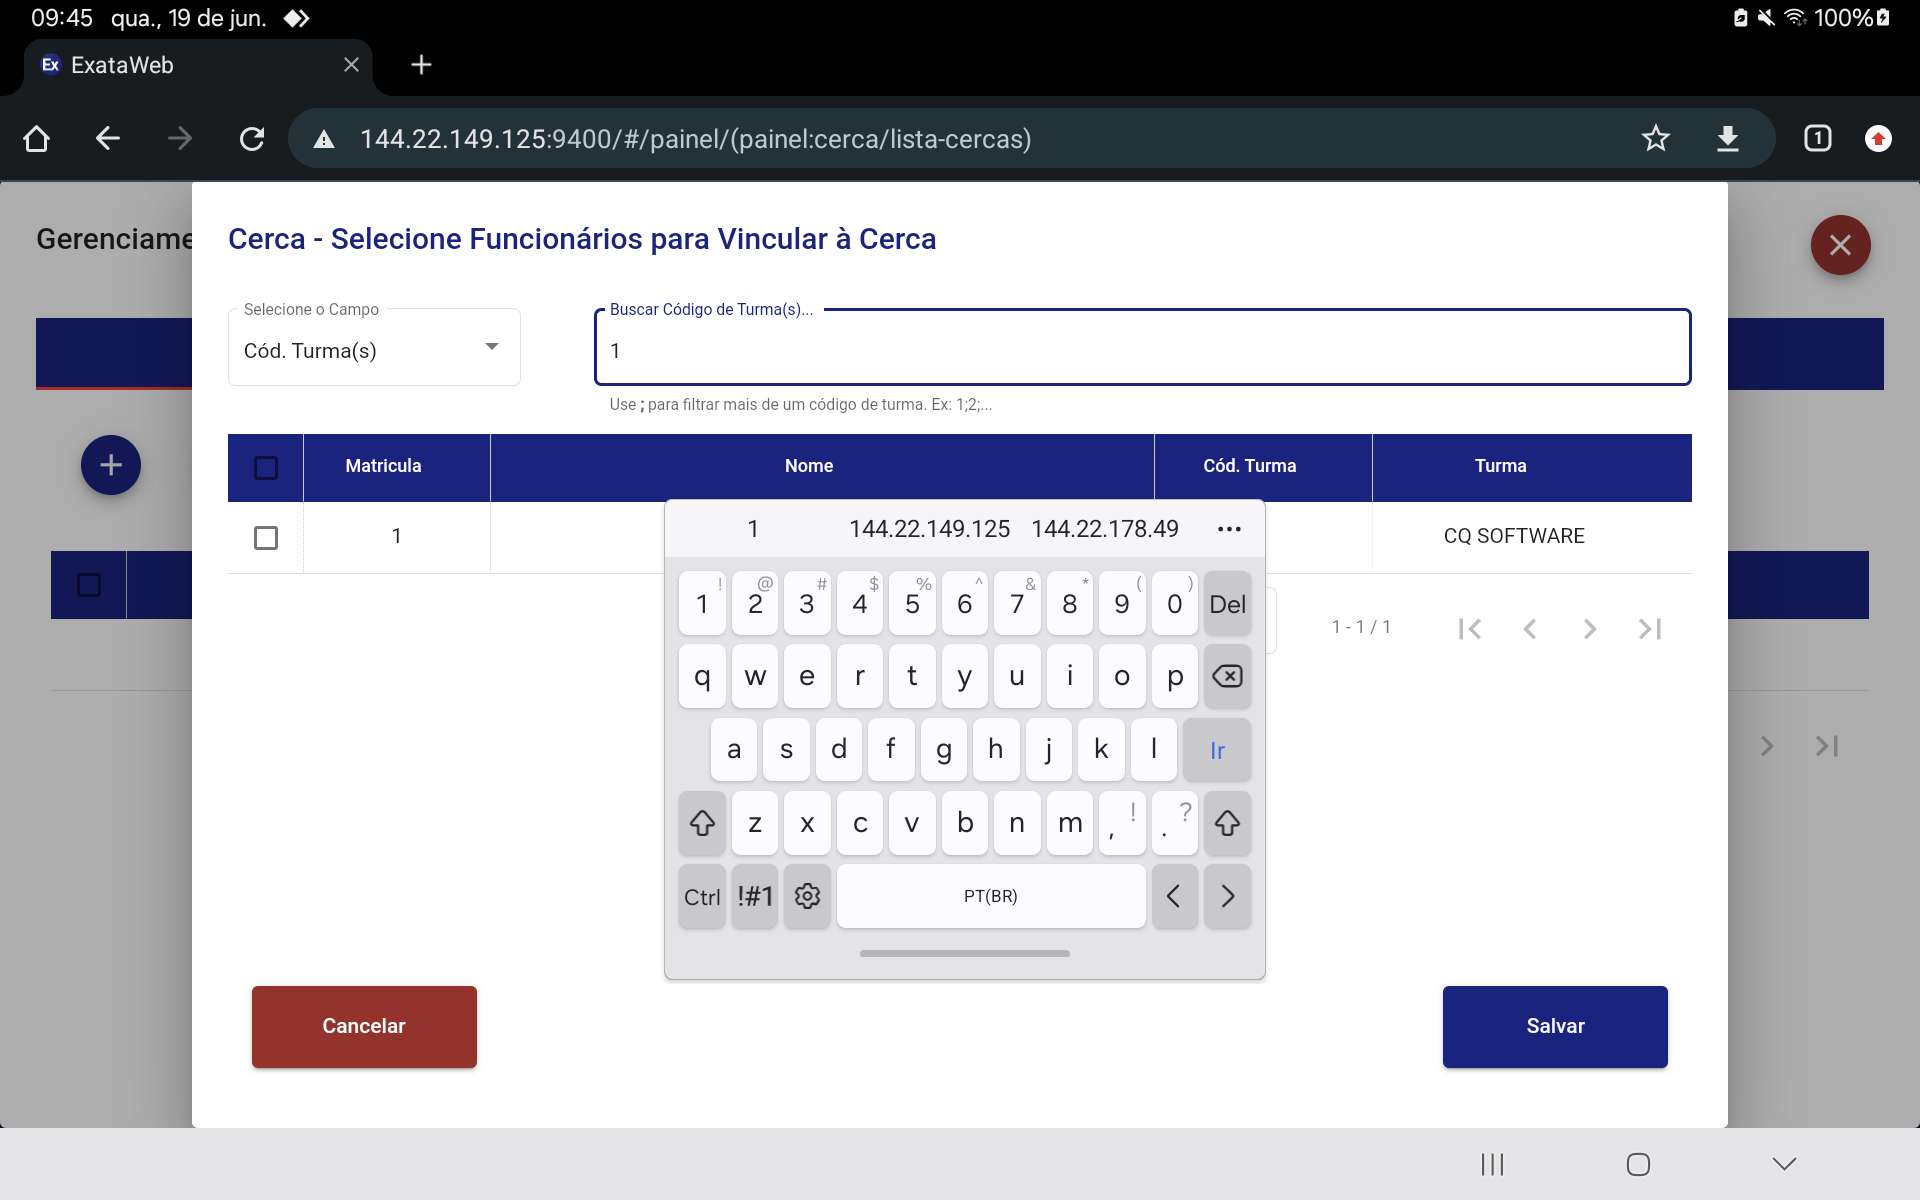 09:45 qua., 19 de jun. 100%
Ex ExataWeb
144.22.149.125:9400/#/painel/(painel:cerca/lista-cercas) 1
Gerenciame
Cerca - Selecione Funcionários para Vincular à Cerca
Selecione o Campo
Cód. Turma(s)
Buscar Código de Turma(s)...
1
Use ; para filtrar mais de um código de turma. Ex: 1;2;...
Matricula Nome Cód. Turma Turma
1 CQ SOFTWARE
1 144.22.149.125 144.22.178.49
! @ # $ % ^ & * ( )
1 2 3 4 5 6 7 8 9 0 Del
1 - 1 / 1
q w e r t y u i o p
a s d f g h j k l Ir
z x c v b n m , ! . ?
Ctrl !#1 PT(BR)
Cancelar
Salvar